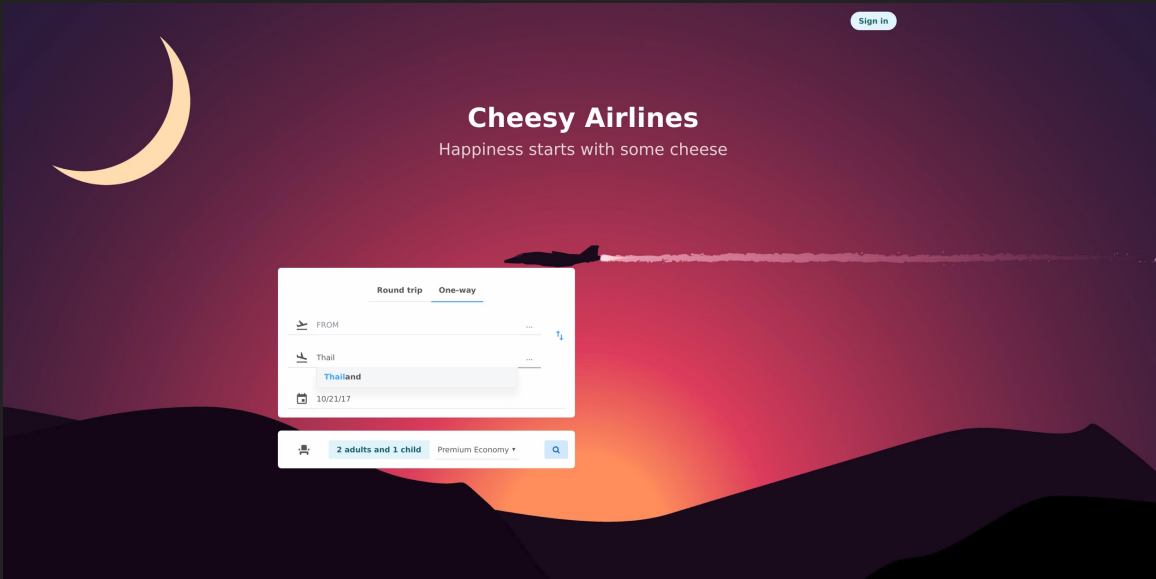 Sign in
Cheesy Airlines
Happiness starts with some cheese
Round trip One-way
FROM ...
Thail ...
Thailand
10/21/17
2 adults and 1 child Premium Economy ▾